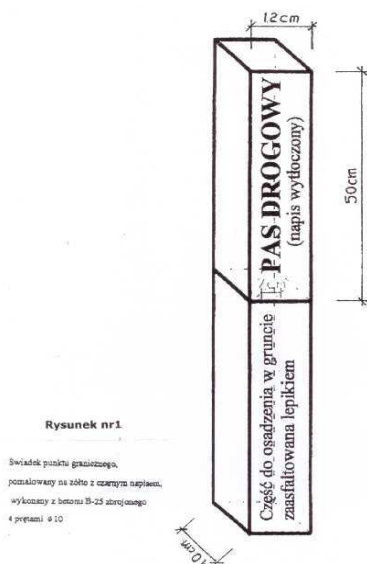 12cm
50cm
PAS DROGOWY
(napis wytłoczony)
Część do osadzenia w gruncie
zaasfaltowana lepikiem
10cm
Rysunek nr1
Świadek punktu granicznego,
pomalowany na żółto z czarnym napisem,
wykonany z betonu B-25 zbrojonego
4 prętami ø 10